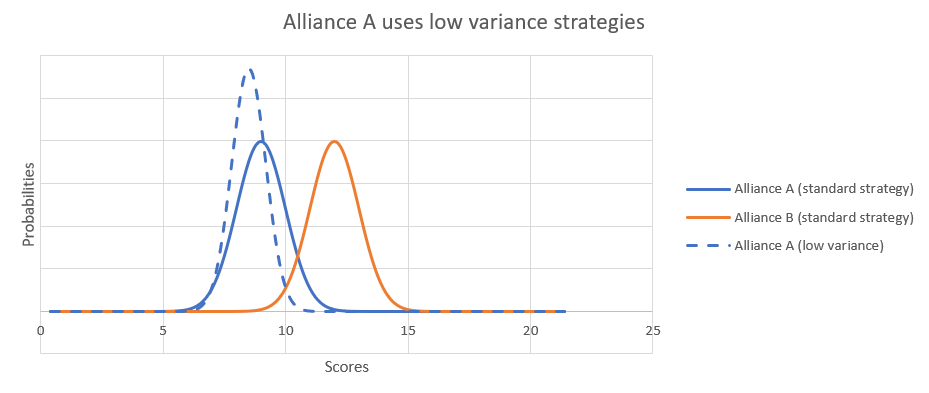 Alliance A uses low variance strategies
Probabilities
0 5 10 15 20 25
Scores
Alliance A (standard strategy)
Alliance B (standard strategy)
Alliance A (low variance)